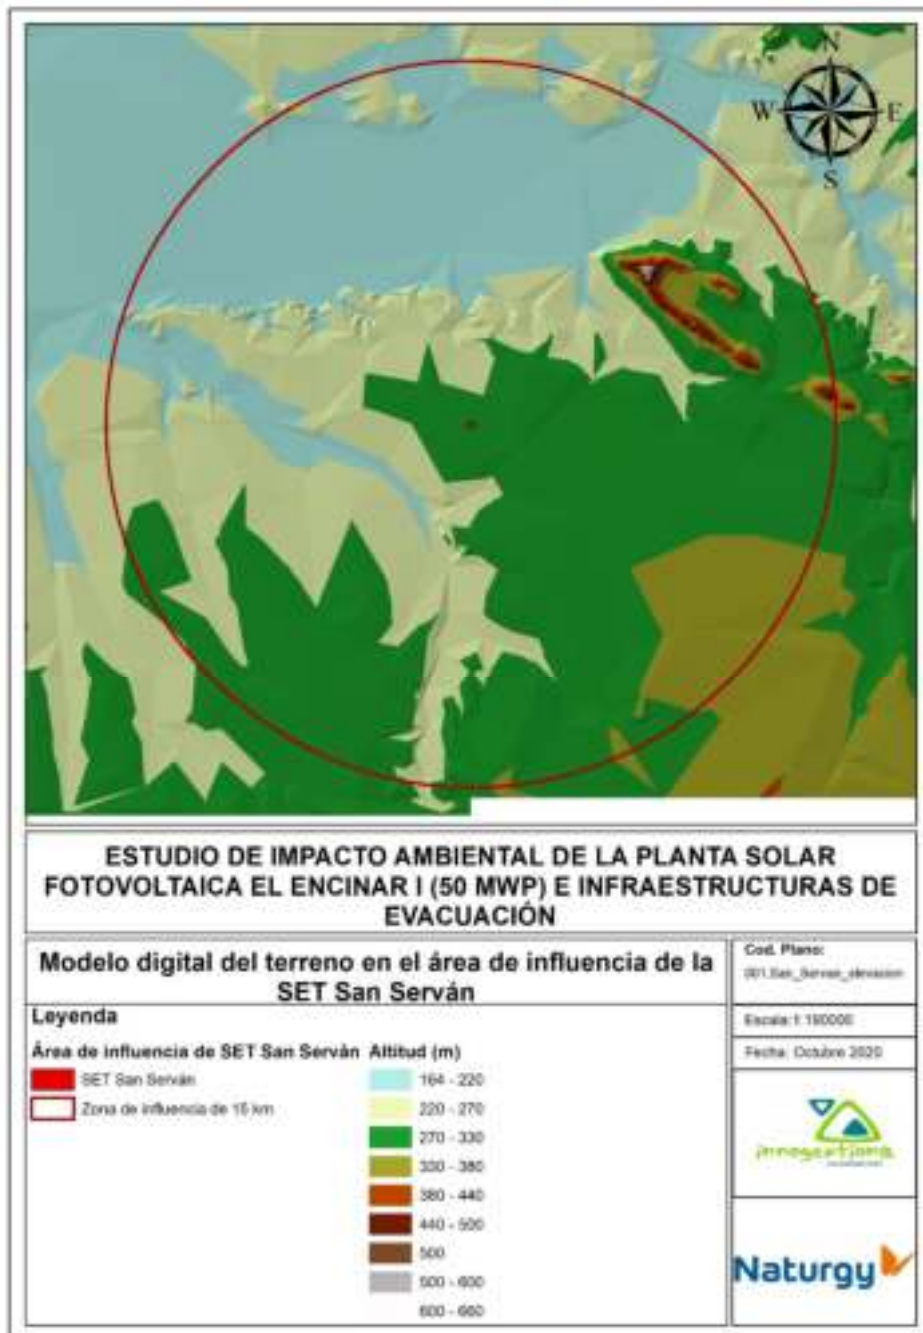 N
W E
S
ESTUDIO DE IMPACTO AMBIENTAL DE LA PLANTA SOLAR
FOTOVOLTAICA EL ENCINAR I (50 MWP) E INFRAESTRUCTURAS DE
EVACUACIÓN
Modelo digital del terreno en el área de influencia de la
SET San Serván
Leyenda
Área de influencia de SET San Serván Altitud (m)
SET San Serván
Zona de influencia de 15 km
164 - 220
220 - 270
270 - 330
330 - 380
380 - 440
440 - 500
500
500 - 600
600 - 660
Cod. Plano:
Escala:1:
Fecha: Octubre 2020
Naturgy